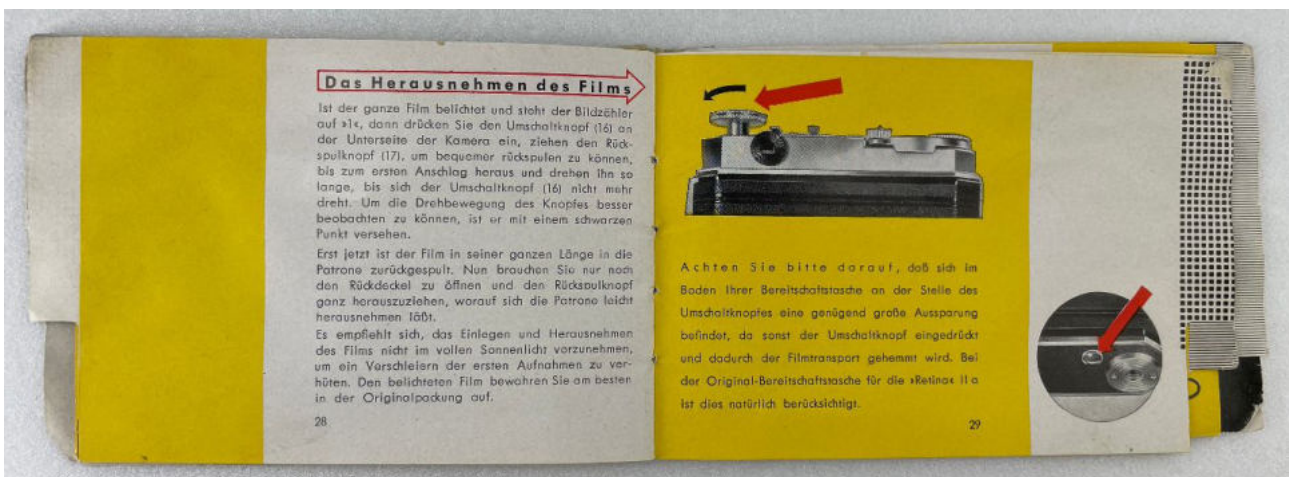 Das Herausnehmen des Films
Ist der ganze Film belichtet und steht der Bildzähler
auf »1«, dann drücken Sie den Umschaltknopf (16) an
der Unterseite der Kamera ein, ziehen den Rück-
spulknopf (17), um bequemer rückspulen zu können,
bis zum ersten Anschlag heraus und drehen ihn so
lange, bis sich der Umschaltknopf (16) nicht mehr
dreht. Um die Drehbewegung des Knopfes besser
beobachten zu können, ist er mit einem schwarzen
Punkt versehen.
Erst jetzt ist der Film in seiner ganzen Länge in die
Patrone zurückgespult. Nun brauchen Sie nur noch
den Rückdeckel zu öffnen und den Rückspulknopf
ganz herauszuziehen, worauf sich die Patrone leicht
herausnehmen läßt.
Es empfiehlt sich, das Einlegen und Herausnehmen
des Films nicht im vollen Sonnenlicht vorzunehmen,
um ein Verschleiern der ersten Aufnahmen zu ver-
hüten. Den belichteten Film bewahren Sie am besten
in der Originalpackung auf.
28
Achten Sie bitte darauf, daß sich im
Boden Ihrer Bereitschaftstasche an der Stelle des
Umschaltknopfes eine genügend große Aussparung
befindet, da sonst der Umschaltknopf eingedrückt
und dadurch der Filmtransport gehemmt wird. Bei
der Original-Bereitschaftstasche für die »Retina« II a
ist dies natürlich berücksichtigt.
29